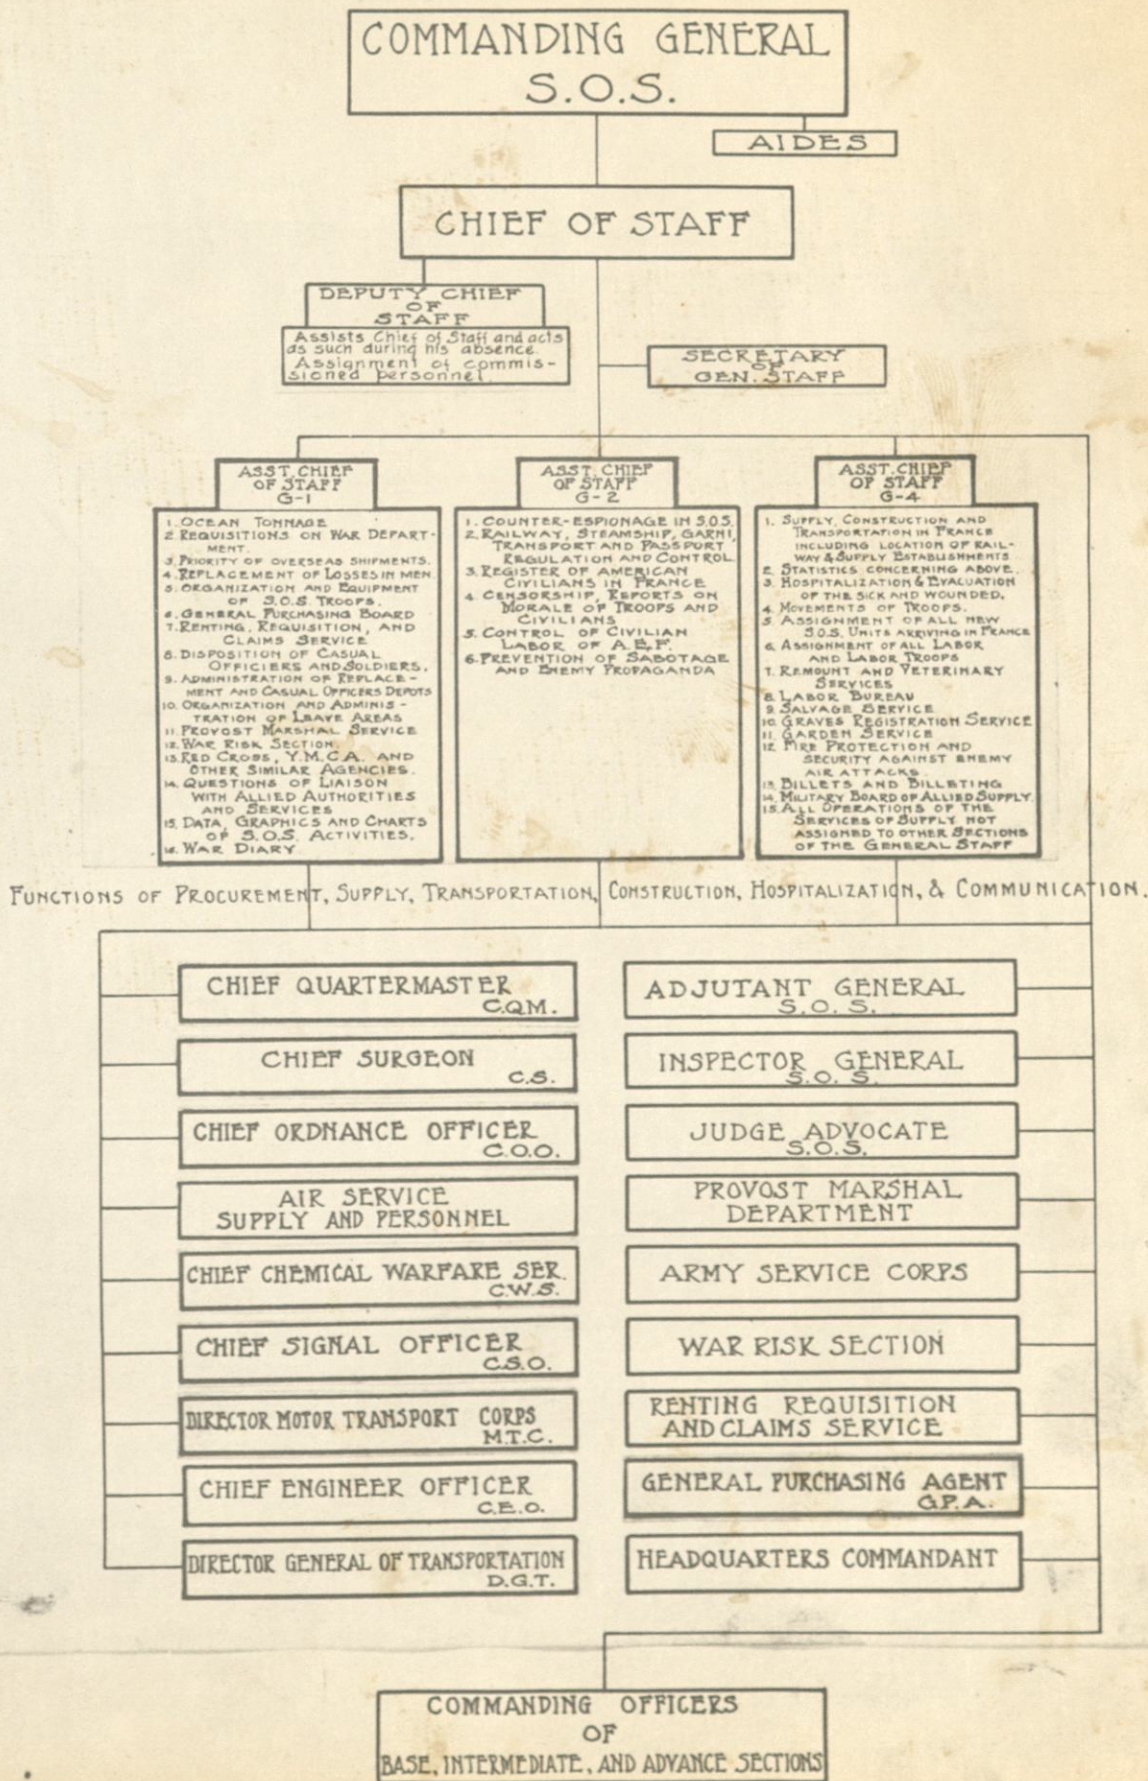 COMMANDING GENERAL
S.O.S.
AIDES
CHIEF OF STAFF
DEPUTY CHIEF
OF
STAFF
Assists Chief of Staff and acts
as such during his absence.
Assignment of commis-
sioned personnel.
SECRETARY
OF
GEN. STAFF
ASST. CHIEF
OF STAFF
G-1
1. OCEAN TONNAGE
2. REQUISITIONS ON WAR DEPART-
MENT.
3. PRIORITY OF OVERSEAS SHIPMENTS.
4. REPLACEMENT OF LOSSES IN MEN.
5. ORGANIZATION AND EQUIPMENT
OF S.O.S. TROOPS.
6. GENERAL PURCHASING BOARD
7. RENTING, REQUISITION, AND
CLAIMS SERVICE
8. DISPOSITION OF CASUAL
OFFICERS AND SOLDIERS.
9. ADMINISTRATION OF REPLACE-
MENT AND CASUAL OFFICERS DEPOTS
10. ORGANIZATION AND ADMINIS-
TRATION OF LEAVE AREAS
11. PROVOST MARSHAL SERVICE
12. WAR RISK SECTION.
13. RED CROSS, Y.M.C.A. AND
OTHER SIMILAR AGENCIES.
14. QUESTIONS OF LIAISON
WITH ALLIED AUTHORITIES
AND SERVICES
15. DATA, GRAPHICS AND CHARTS
OF S.O.S. ACTIVITIES.
16. WAR DIARY
ASST. CHIEF
OF STAFF
G-2
1. COUNTER-ESPIONAGE IN S.O.S.
2. RAILWAY, STEAMSHIP, GARNI,
TRANSPORT AND PASSPORT
REGULATION AND CONTROL
3. REGISTER OF AMERICAN
CIVILIANS IN FRANCE
4. CENSORSHIP, REPORTS ON
MORALE OF TROOPS AND
CIVILIANS
5. CONTROL OF CIVILIAN
LABOR OF A.E.F.
6. PREVENTION OF SABOTAGE
AND ENEMY PROPAGANDA
ASST. CHIEF
OF STAFF
G-4
1. SUPPLY, CONSTRUCTION AND
TRANSPORTATION IN FRANCE
INCLUDING LOCATION OF RAIL-
WAY & SUPPLY ESTABLISHMENTS
2. STATISTICS CONCERNING ABOVE.
3. HOSPITALIZATION & EVACUATION
OF THE SICK AND WOUNDED.
4. MOVEMENTS OF TROOPS.
5. ASSIGNMENT OF ALL NEW
S.O.S. UNITS ARRIVING IN FRANCE
6. ASSIGNMENT OF ALL LABOR
AND LABOR TROOPS
7. REMOUNT AND VETERINARY
SERVICES
8. LABOR BUREAU
9. SALVAGE SERVICE
10. GRAVES REGISTRATION SERVICE
11. GARDEN SERVICE
12. FIRE PROTECTION AND
SECURITY AGAINST ENEMY
AIR ATTACKS.
13. BILLETS AND BILLETING
14. MILITARY BOARD OF ALLIED SUPPLY.
15. ALL OPERATIONS OF THE
SERVICES OF SUPPLY NOT
ASSIGNED TO OTHER SECTIONS
OF THE GENERAL STAFF
FUNCTIONS OF PROCUREMENT, SUPPLY, TRANSPORTATION, CONSTRUCTION, HOSPITALIZATION, & COMMUNICATION.
CHIEF QUARTERMASTER
C.Q.M.
CHIEF SURGEON
C.S.
CHIEF ORDNANCE OFFICER
C.O.O.
AIR SERVICE
SUPPLY AND PERSONNEL
CHIEF CHEMICAL WARFARE SER.
C.W.S.
CHIEF SIGNAL OFFICER
C.S.O.
DIRECTOR MOTOR TRANSPORT CORPS
M.T.C.
CHIEF ENGINEER OFFICER
C.E.O.
DIRECTOR GENERAL OF TRANSPORTATION
D.G.T.
ADJUTANT GENERAL
S.O.S.
INSPECTOR GENERAL
S.O.S.
JUDGE ADVOCATE
S.O.S.
PROVOST MARSHAL
DEPARTMENT
ARMY SERVICE CORPS
WAR RISK SECTION
RENTING REQUISITION
AND CLAIMS SERVICE
GENERAL PURCHASING AGENT
G.P.A.
HEADQUARTERS COMMANDANT
COMMANDING OFFICERS
OF
BASE, INTERMEDIATE, AND ADVANCE SECTIONS